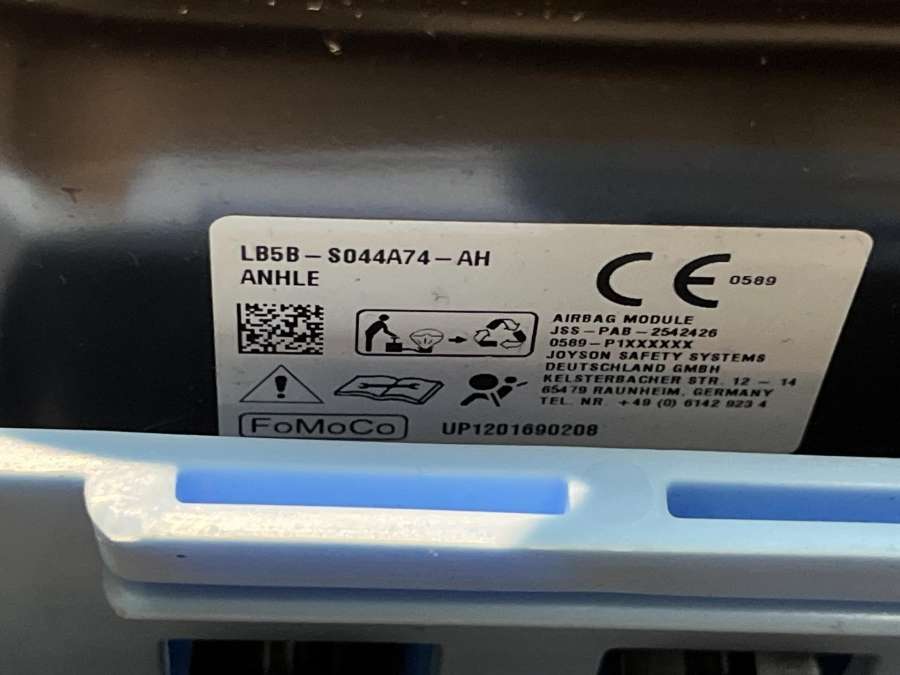 LB5B-S044A74-AH
ANHLE
CE 0589
AIRBAG MODULE
JSS-PAB-2542426
0589-P1XXXXXX
JOYSON SAFETY SYSTEMS
DEUTSCHLAND GMBH
KELSTERBACHER STR. 12 - 14
65479 RAUNHEIM, GERMANY
TEL. NR +49 (0) 6142 923 4
FoMoCo
UP1201690208